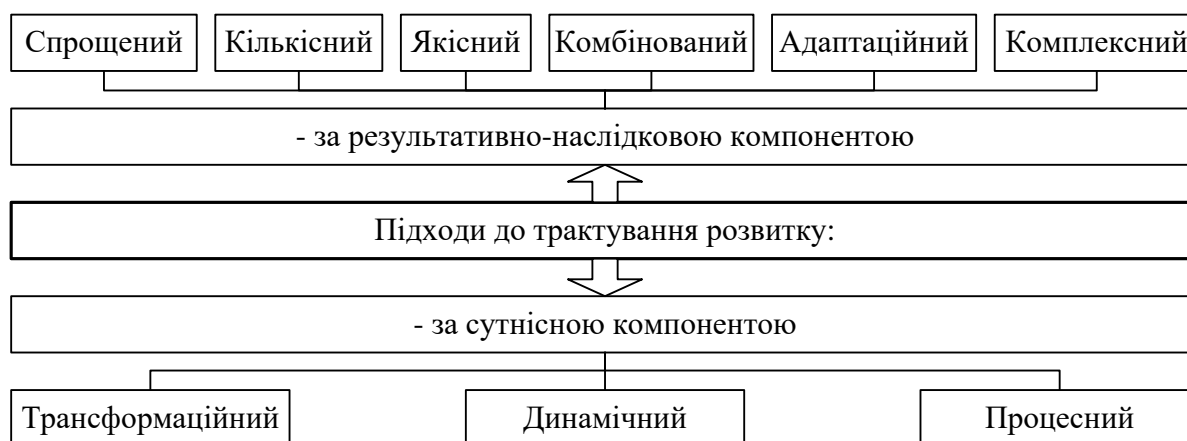 Спрощений
Кількісний
Якісний
Комбінований
Адаптаційний
Комплексний
- за результативно-наслідковою компонентою
Підходи до трактування розвитку:
- за сутнісною компонентою
Трансформаційний
Динамічний
Процесний